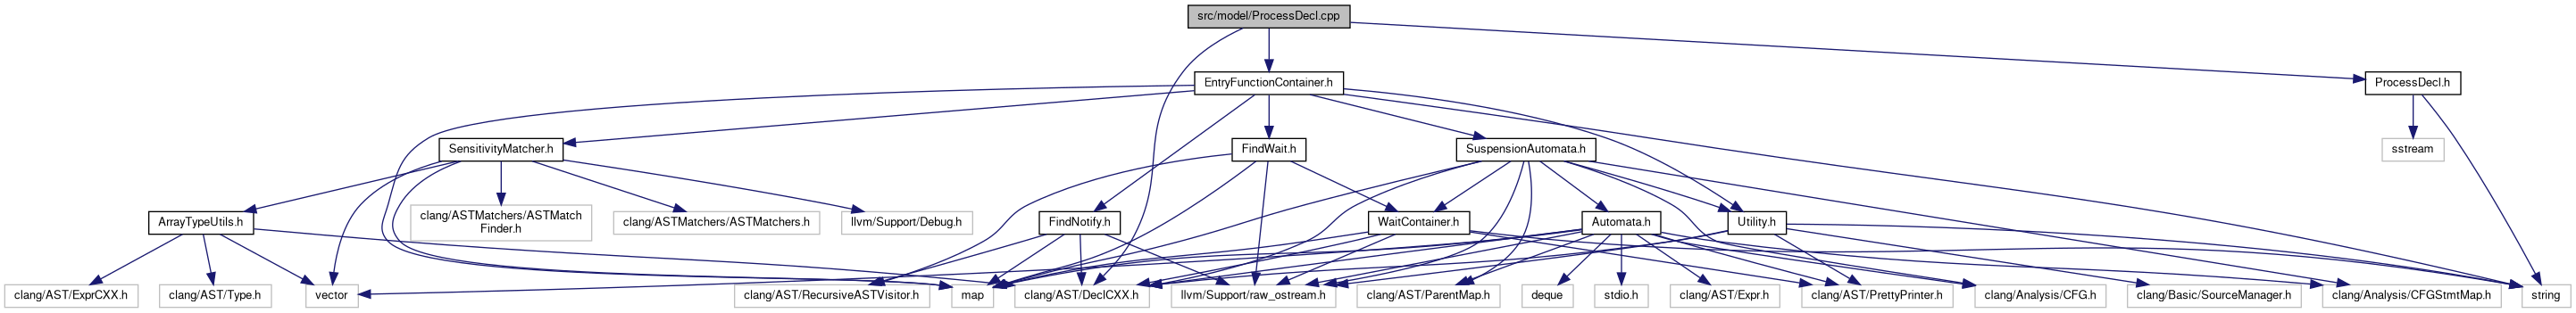 src/model/ProcessDecl.cpp
EntryFunctionContainer.h
ProcessDecl.h
SensitivityMatcher.h
FindWait.h
SuspensionAutomata.h
sstream
ArrayTypeUtils.h
clang/ASTMatchers/ASTMatch
Finder.h
clang/ASTMatchers/ASTMatchers.h
llvm/Support/Debug.h
FindNotify.h
WaitContainer.h
Automata.h
Utility.h
clang/AST/ExprCXX.h
clang/AST/Type.h
vector
clang/AST/RecursiveASTVisitor.h
map
clang/AST/DeclCXX.h
llvm/Support/raw_ostream.h
clang/AST/ParentMap.h
deque
stdio.h
clang/AST/Expr.h
clang/AST/PrettyPrinter.h
clang/Analysis/CFG.h
clang/Basic/SourceManager.h
clang/Analysis/CFGStmtMap.h
string